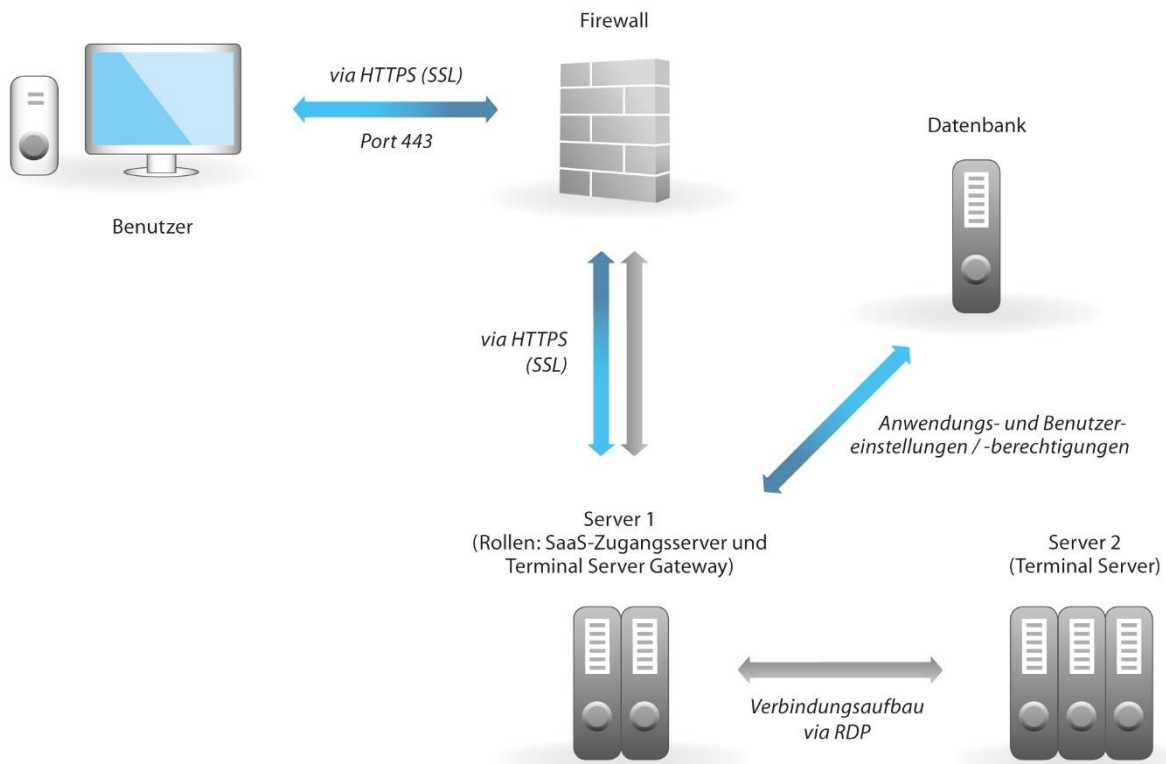 Firewall
via HTTPS (SSL)
Port 443
Benutzer
Datenbank
via HTTPS
(SSL)
Anwendungs- und Benutzer-
einstellungen / -berechtigungen
Server 1
(Rollen: SaaS-Zugangsserver und
Terminal Server Gateway)
Server 2
(Terminal Server)
Verbindungsaufbau
via RDP